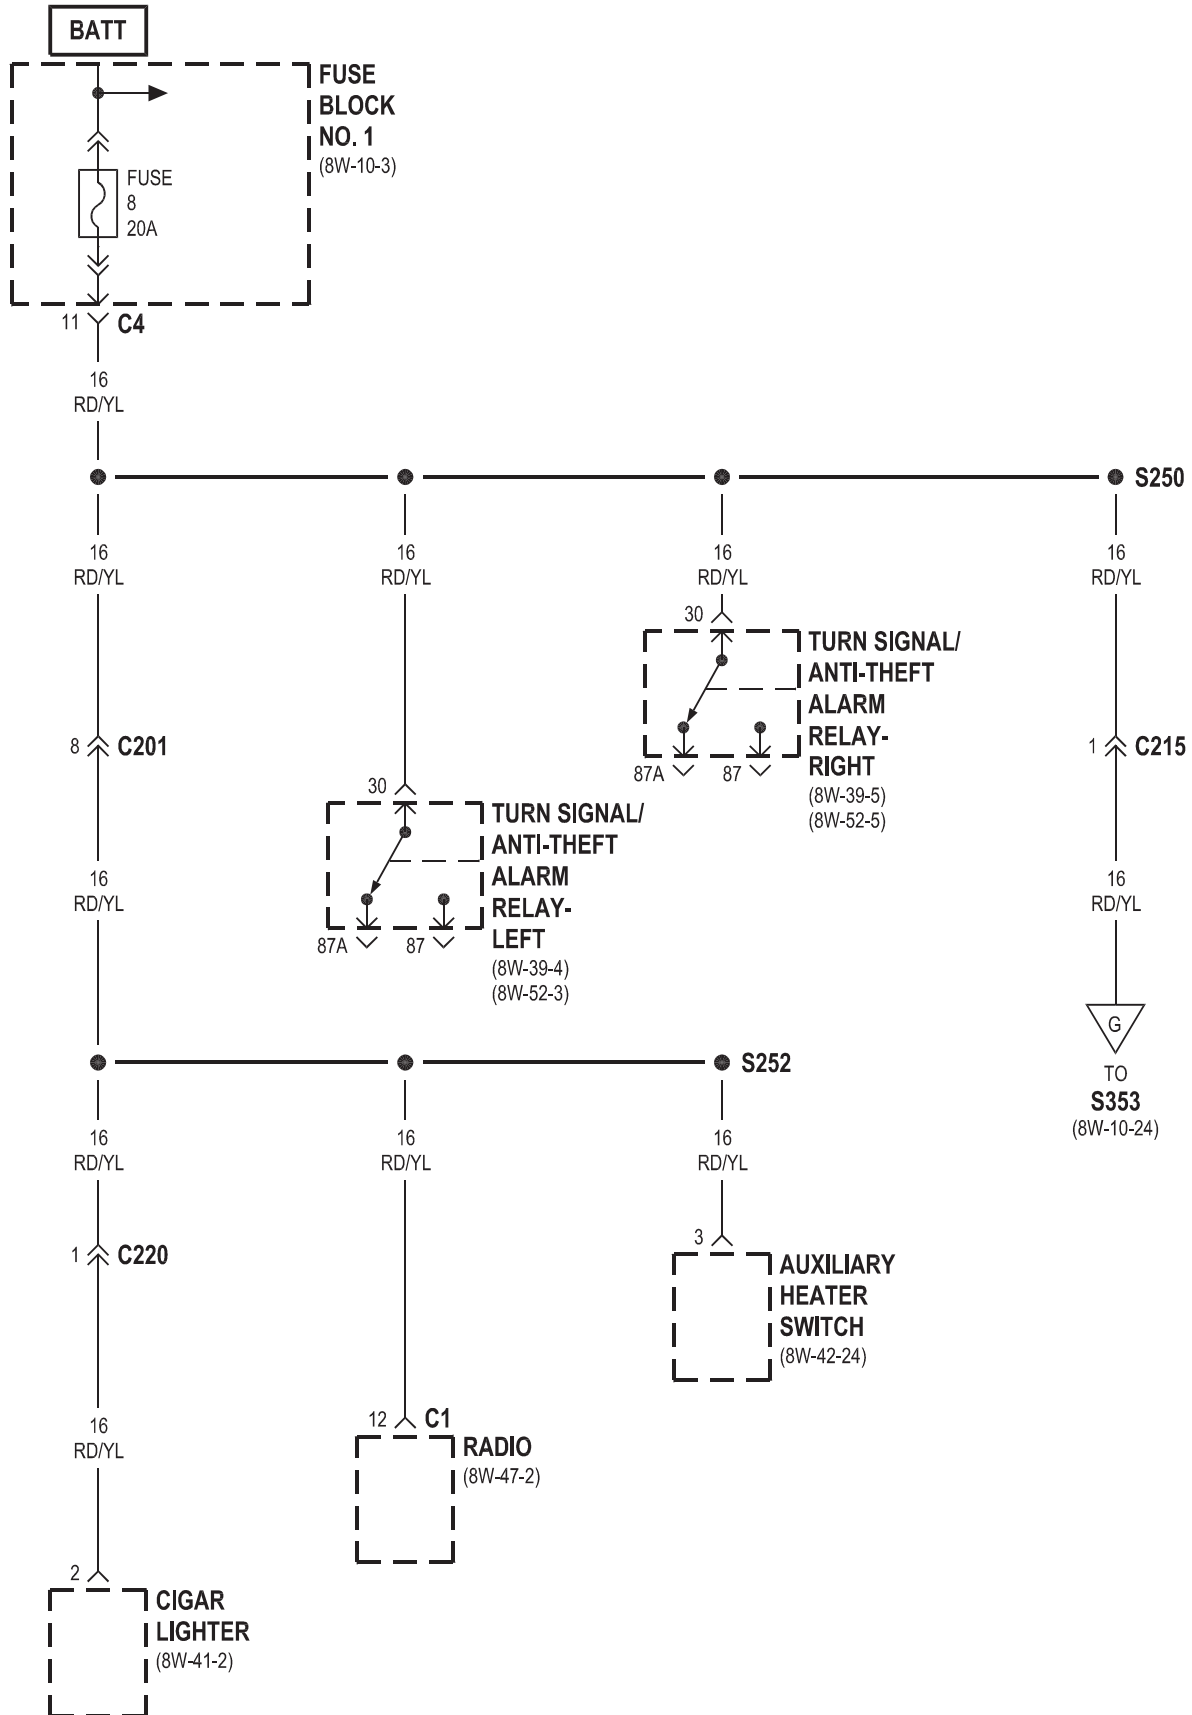 BATT
FUSE
BLOCK
NO. 1
(8W-10-3)
FUSE
8
20A
11
C4
16
RD/YL
S250
16
RD/YL
16
RD/YL
16
RD/YL
16
RD/YL
30
TURN SIGNAL/
ANTI-THEFT
ALARM
RELAY-
RIGHT
(8W-39-5)
(8W-52-5)
87A
87
8
C201
1
C215
30
TURN SIGNAL/
ANTI-THEFT
ALARM
RELAY-
LEFT
(8W-39-4)
(8W-52-3)
87A
87
16
RD/YL
16
RD/YL
G
TO
S353
(8W-10-24)
S252
16
RD/YL
16
RD/YL
16
RD/YL
1
C220
3
AUXILIARY
HEATER
SWITCH
(8W-42-24)
16
RD/YL
12
C1
RADIO
(8W-47-2)
2
CIGAR
LIGHTER
(8W-41-2)